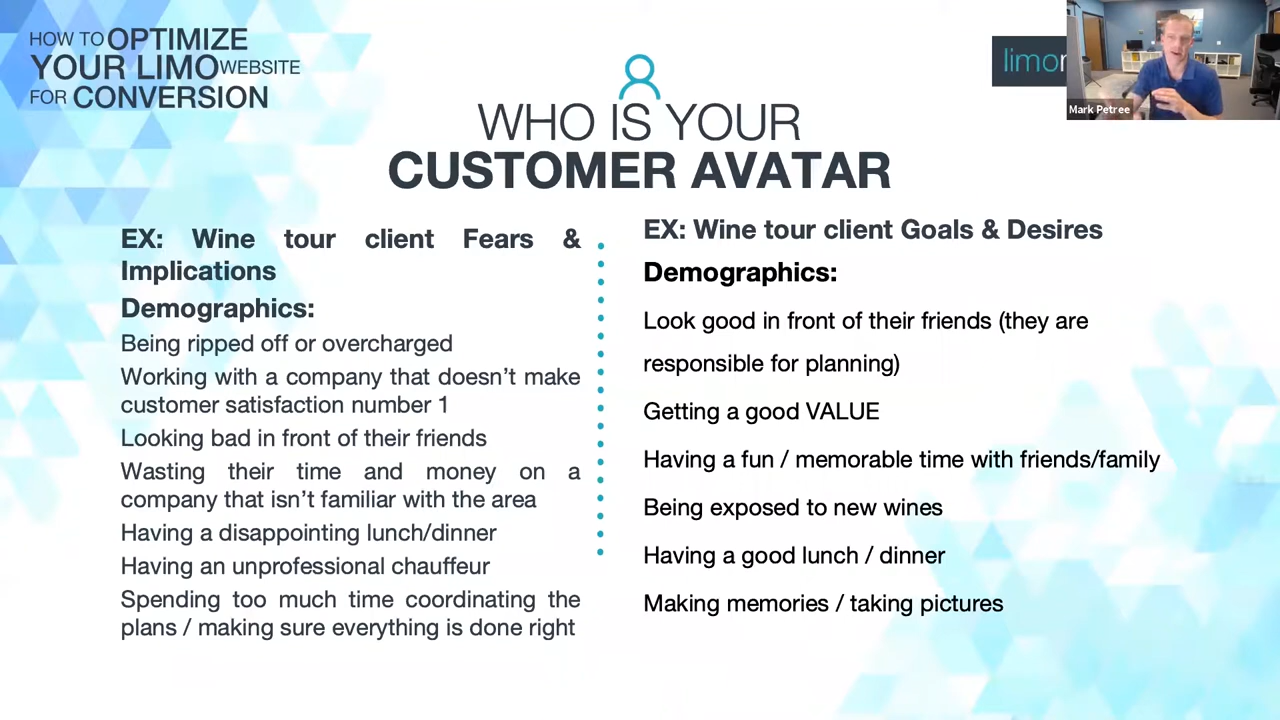 HOW TO OPTIMIZE
YOUR LIMO WEBSITE
FOR CONVERSION
Mark Petree
WHO IS YOUR
CUSTOMER AVATAR
EX: Wine tour client Fears &
Implications
Demographics:
Being ripped off or overcharged
Working with a company that doesn’t make
customer satisfaction number 1
Looking bad in front of their friends
Wasting their time and money on a
company that isn’t familiar with the area
Having a disappointing lunch/dinner
Having an unprofessional chauffeur
Spending too much time coordinating the
plans / making sure everything is done right
EX: Wine tour client Goals & Desires
Demographics:
Look good in front of their friends (they are
responsible for planning)
Getting a good VALUE
Having a fun / memorable time with friends/family
Being exposed to new wines
Having a good lunch / dinner
Making memories / taking pictures